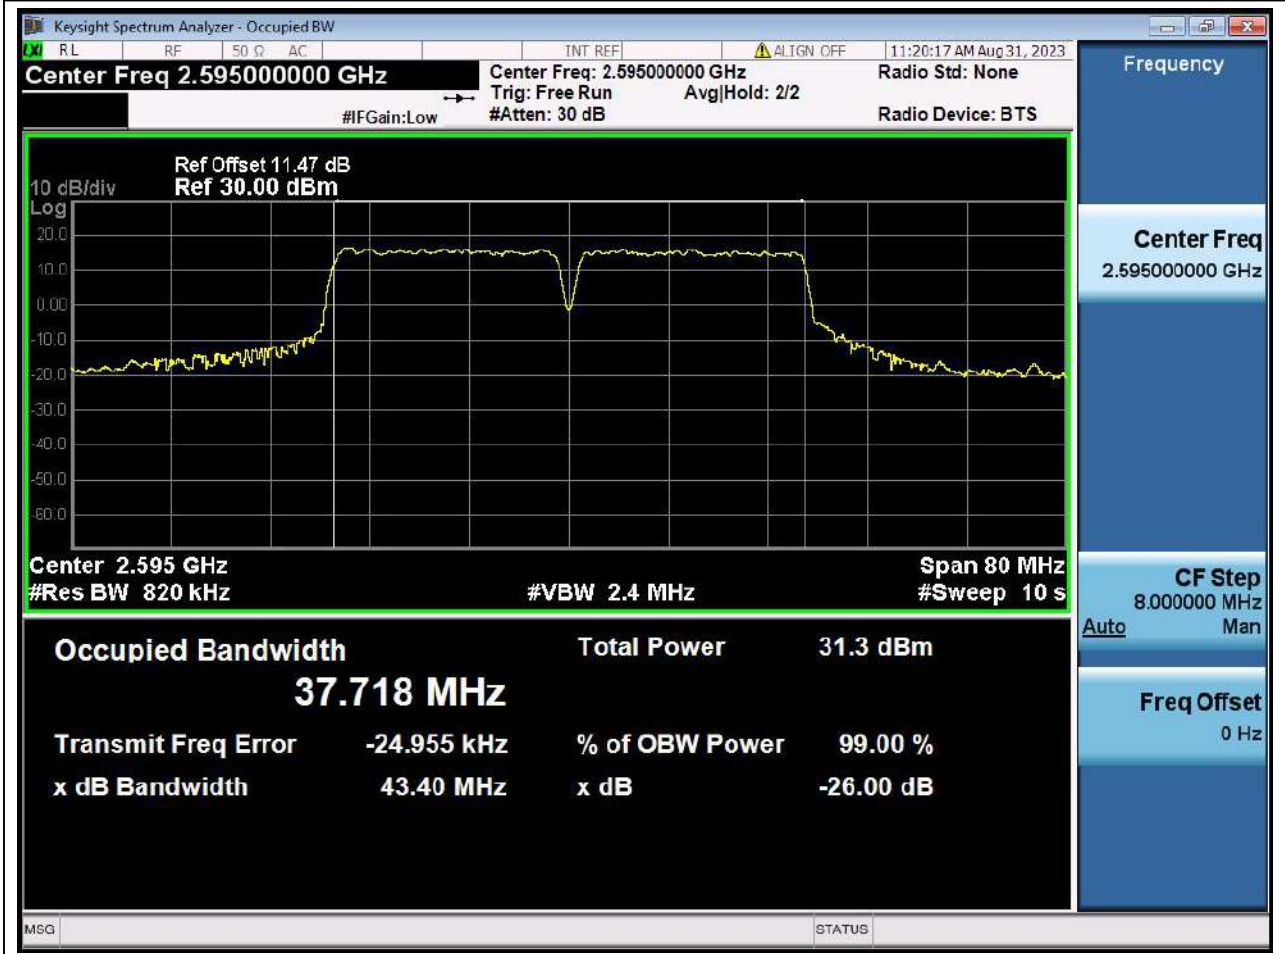 Keysight Spectrum Analyzer - Occupied BW
LXI RL RF 50 Ω AC INT REF ALIGN OFF 11:20:17 AM Aug 31, 2023
Center Freq 2.595000000 GHz
Center Freq: 2.595000000 GHz
Radio Std: None
Trig: Free Run Avg|Hold: 2/2
#IFGain:Low #Atten: 30 dB Radio Device: BTS
Ref Offset 11.47 dB
10 dB/div Ref 30.00 dBm
Log
20.0
10.0
0.00
-10.0
-20.0
-30.0
-40.0
-50.0
-60.0
Center 2.595 GHz Span 80 MHz
#Res BW 820 kHz #VBW 2.4 MHz #Sweep 10 s
Occupied Bandwidth Total Power 31.3 dBm
37.718 MHz
Transmit Freq Error -24.955 kHz % of OBW Power 99.00 %
x dB Bandwidth 43.40 MHz x dB -26.00 dB
Frequency
Center Freq
2.595000000 GHz
CF Step
8.000000 MHz
Auto Man
Freq Offset
0 Hz
MSG STATUS